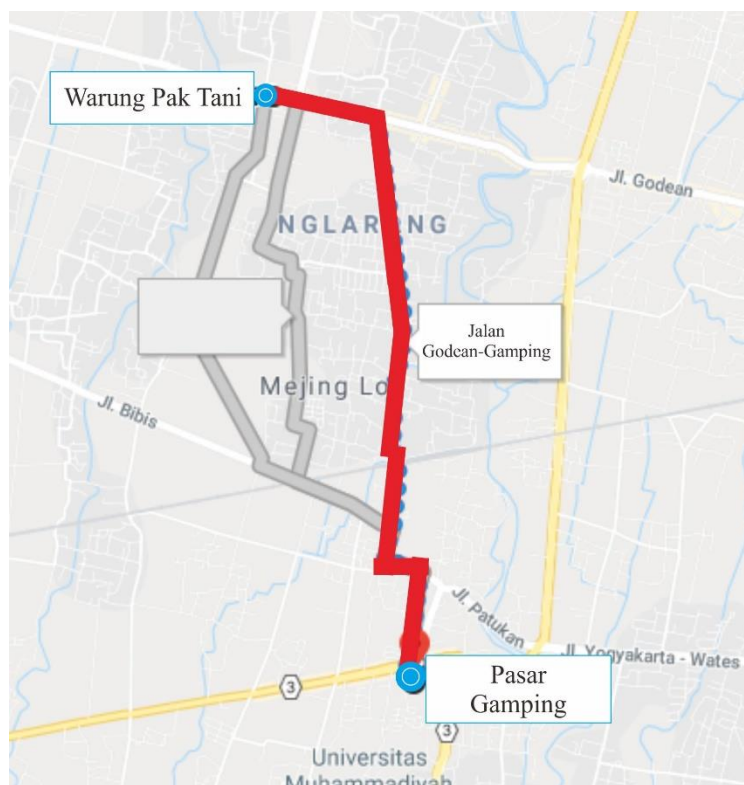 Warung Pak Tani
Jl. Godean
NGLARANG
Jalan
Godean-Gamping
Mejing Lo
Jl. Bibis
Jl. Patukan
Jl. Yogyakarta - Wates
3
Pasar
Gamping
3
Universitas
Muhammadiyah